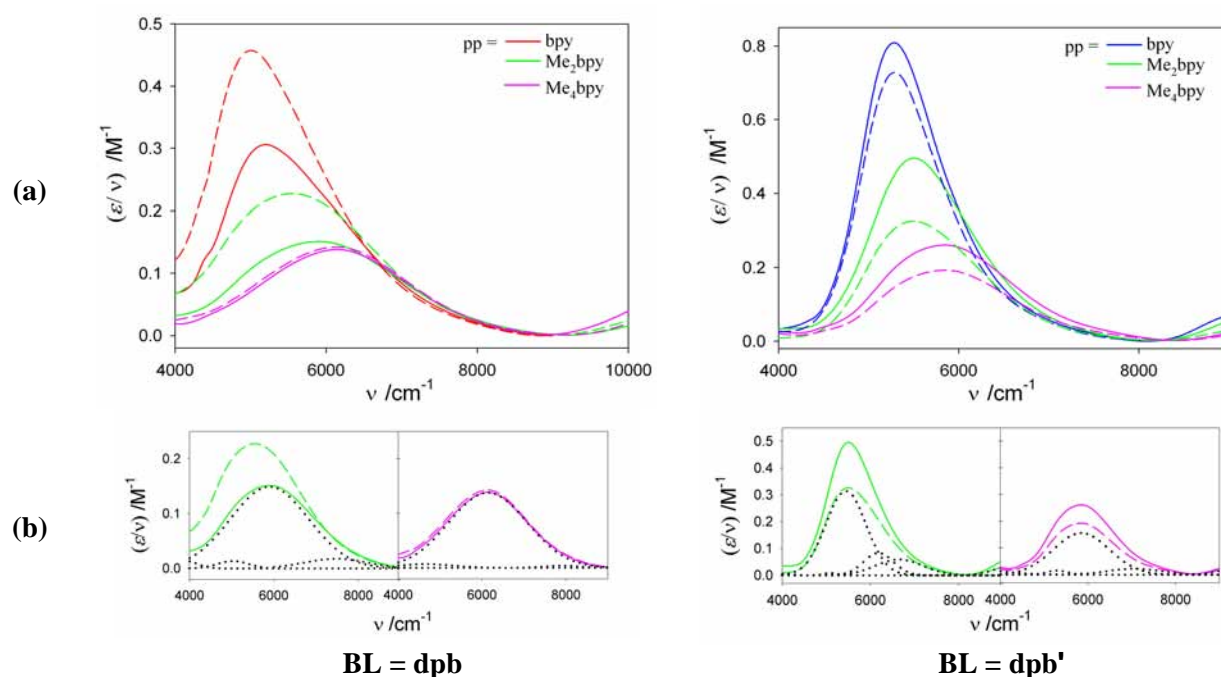 (a)
(ε/ν) /M⁻¹
0.5
0.4
0.3
0.2
0.1
0.0
pp = bpy
Me₂bpy
Me₄bpy
4000 6000 8000 10000
ν /cm⁻¹
(ε/ν) /M⁻¹
0.8
0.6
0.4
0.2
0.0
pp = bpy
Me₂bpy
Me₄bpy
4000 6000 8000
ν /cm⁻¹
(b)
(ε/ν) /M⁻¹
0.2
0.1
0.0
4000 6000 8000 4000 6000 8000
ν /cm⁻¹
BL = dpb
(ε/ν) /M⁻¹
0.5
0.4
0.3
0.2
0.1
0.0
4000 6000 8000 4000 6000 8000
ν /cm⁻¹
BL = dpb'